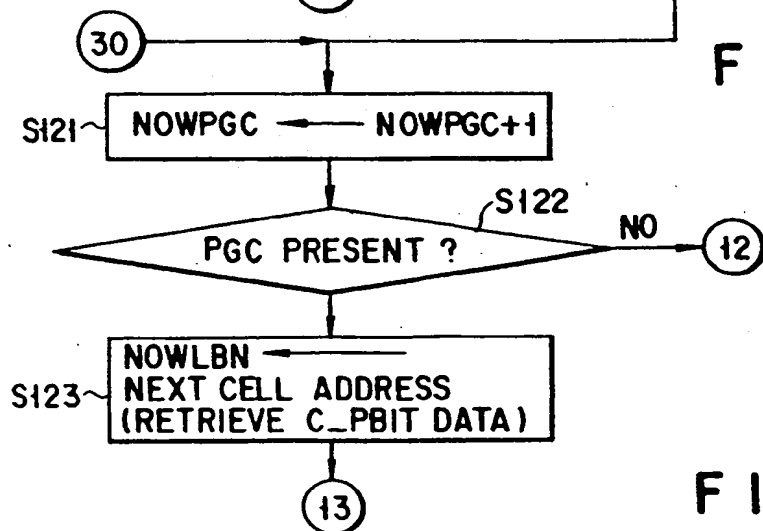 30
F
S121
NOWPGC ← NOWPGC+1
S122
PGC PRESENT ?
NO
12
NOWLBN ←
S123
NEXT CELL ADDRESS
(RETRIEVE C_PBIT DATA)
13
F I